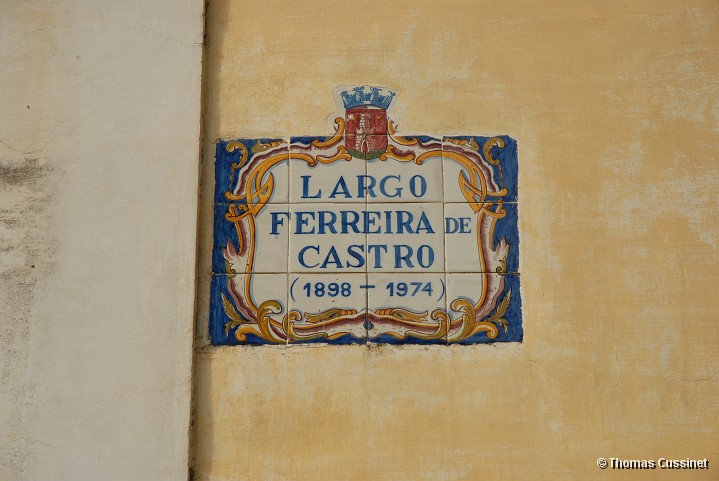 LARGO
FERREIRA DE
CASTRO
(1898 - 1974)
© Thomas Cussinet